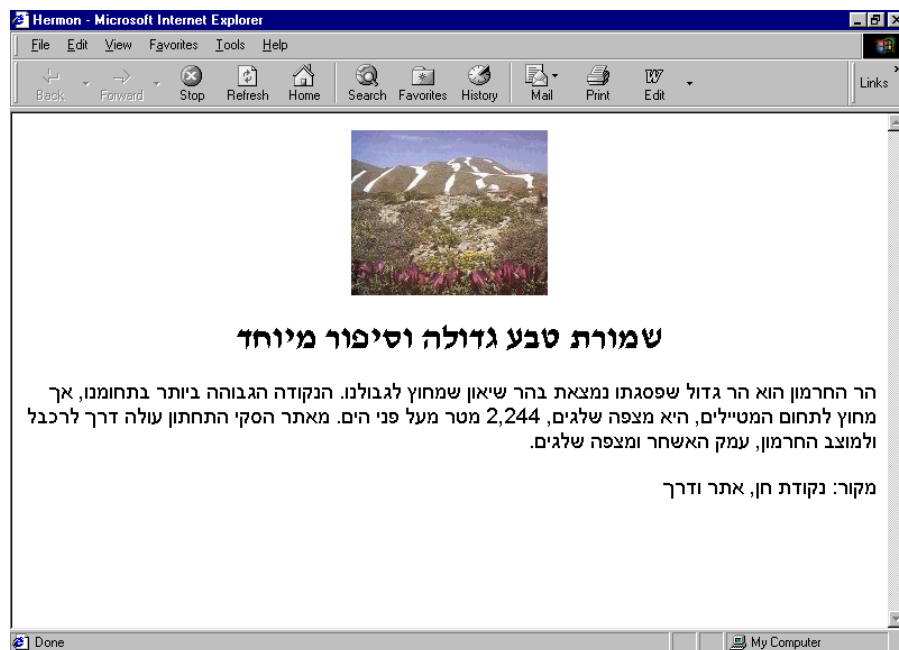 Hermon - Microsoft Internet Explorer
File Edit View Favorites Tools Help
Back Forward Stop Refresh Home Search Favorites History Mail Print Edit Links
שמורת טבע גדולה וסיפור מיוחד
הר החרמון הוא הר גדול שפסגתו נמצאת בהר שיאון שמחוץ לגבולנו. הנקודה הגבוהה ביותר בתחומנו, אך
מחוץ לתחום המטיילים, היא מצפה שלגים, 2,244 מטר מעל פני הים. מאתר הסקי התחתון עולה דרך לרכבל
ולמוצב החרמון, עמק האשחר ומצפה שלגים.
מקור: נקודת חן, אתר ודרך
Done My Computer